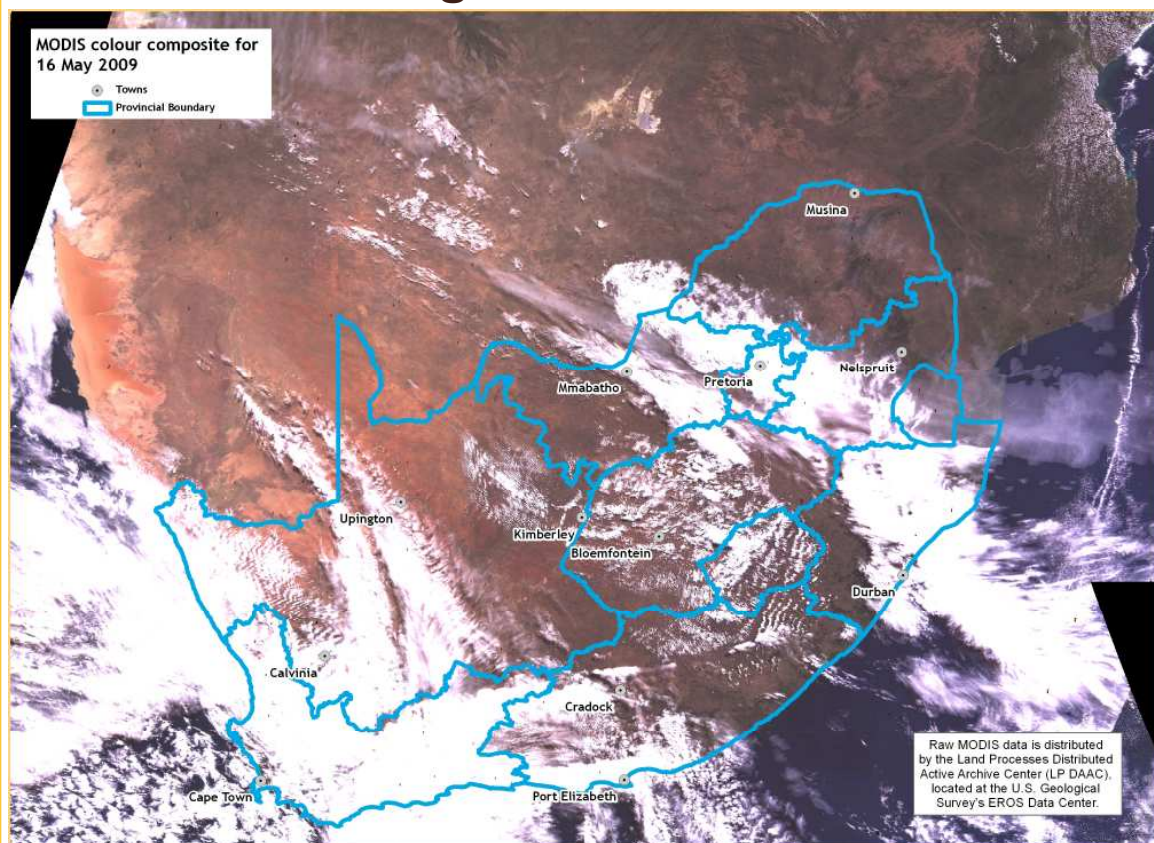 MODIS colour composite for
16 May 2009
Towns
Provincial Boundary
Musina
Nelspruit
Pretoria
Mmabatho
Upington
Kimberley
Bloemfontein
Durban
Calvinia
Cradock
Cape Town
Port Elizabeth
Raw MODIS data is distributed
by the Land Processes Distributed
Active Archive Center (LP DAAC),
located at the U.S. Geological
Survey's EROS Data Center.